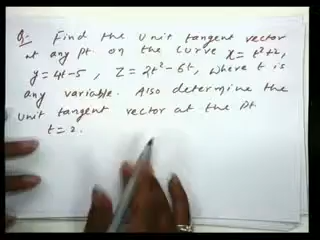 Q:- Find the unit tangent vector
at any pt. on the curve x = t²+2,
y = 4t-5, z = 2t²-6t, where t is
any variable. Also determine the
unit tangent vector at the pt.
t = 2.